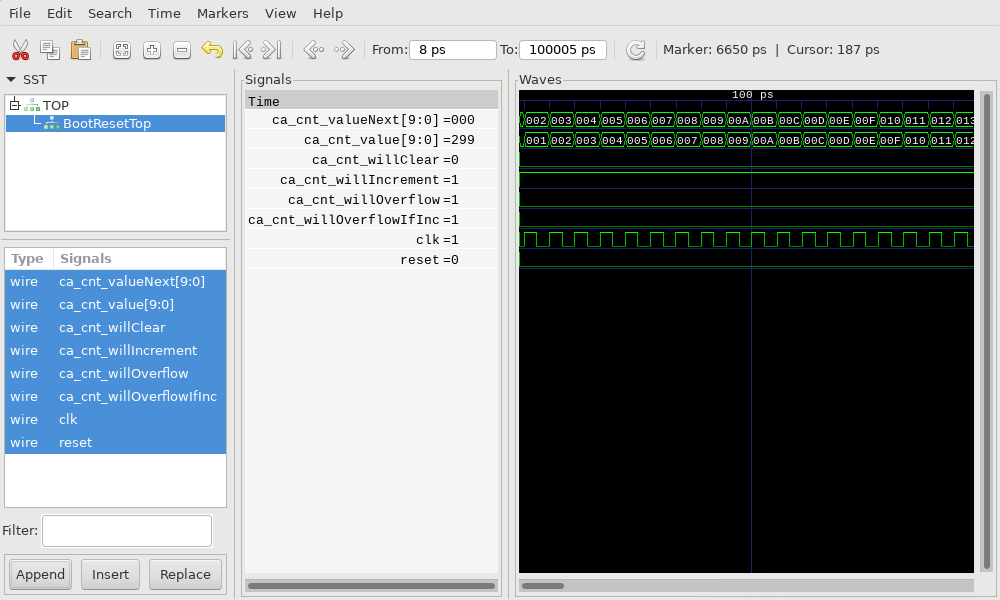 File Edit Search Time Markers View Help
From: 8 ps To: 100005 ps Marker: 6650 ps | Cursor: 187 ps
SST
TOP
BootResetTop
Type Signals
wire ca_cnt_valueNext[9:0]
wire ca_cnt_value[9:0]
wire ca_cnt_willClear
wire ca_cnt_willIncrement
wire ca_cnt_willOverflow
wire ca_cnt_willOverflowIfInc
wire clk
wire reset
Filter:
Append Insert Replace
Signals
Time
ca_cnt_valueNext[9:0] =000
ca_cnt_value[9:0] =299
ca_cnt_willClear =0
ca_cnt_willIncrement =1
ca_cnt_willOverflow =1
ca_cnt_willOverflowIfInc =1
clk =1
reset =0
Waves
100 ps
002 003 004 005 006 007 008 009 00A 00B 00C 00D 00E 00F 010 011 012 013
001 002 003 004 005 006 007 008 009 00A 00B 00C 00D 00E 00F 010 011 012